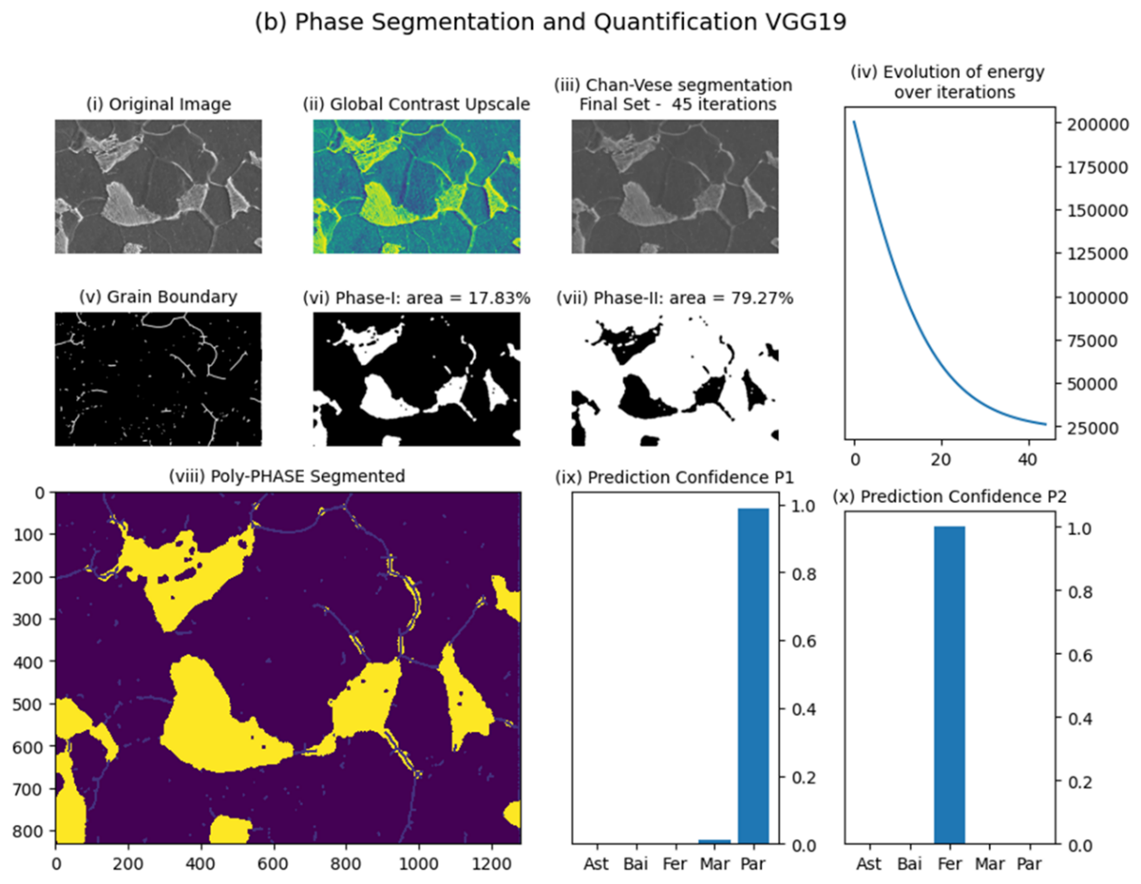 (b) Phase Segmentation and Quantification VGG19
(i) Original Image
(ii) Global Contrast Upscale
(iii) Chan-Vese segmentation
Final Set -  45 iterations
(iv) Evolution of energy
over iterations
200000
175000
150000
125000
100000
75000
50000
25000
0
20
40
(v) Grain Boundary
(vi) Phase-I: area = 17.83%
(vii) Phase-II: area = 79.27%
(viii) Poly-PHASE Segmented
0
100
200
300
400
500
600
700
800
0
200
400
600
800
1000
1200
(ix) Prediction Confidence P1
1.0
0.8
0.6
0.4
0.2
0.0
Ast
Bai
Fer
Mar
Par
(x) Prediction Confidence P2
1.0
0.8
0.6
0.4
0.2
0.0
Ast
Bai
Fer
Mar
Par